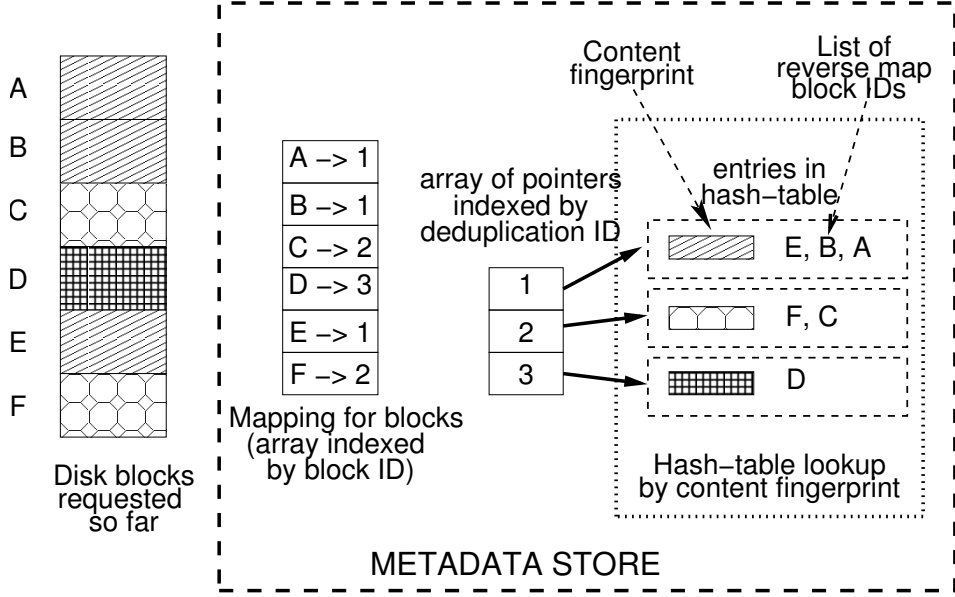 A
B
C
D
E
F
Disk blocks
requested
so far
A −> 1
B −> 1
C −> 2
D −> 3
E −> 1
F −> 2
Mapping for blocks
(array indexed
by block ID)
array of pointers
indexed by
deduplication ID
1
2
3
Content
fingerprint
List of
reverse map
block IDs
entries in
hash−table
E, B, A
F, C
D
Hash−table lookup
by content fingerprint
METADATA STORE